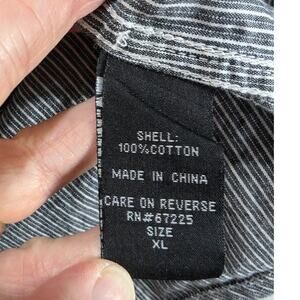 SHELL:
100%COTTON
MADE IN CHINA
CARE ON REVERSE
RN#67225
SIZE
XL